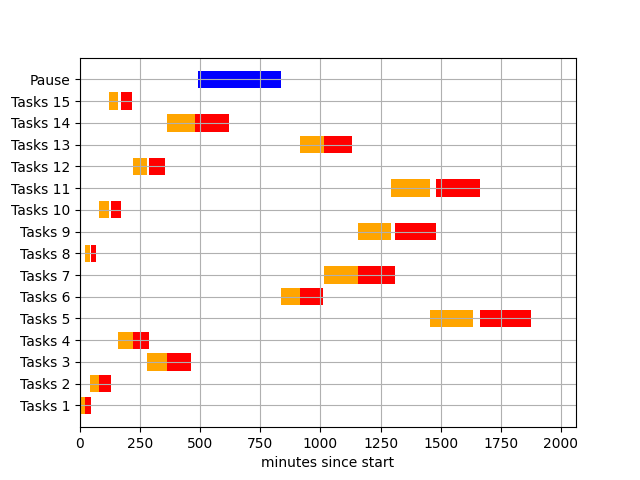 Pause
Tasks 15
Tasks 14
Tasks 13
Tasks 12
Tasks 11
Tasks 10
Tasks 9
Tasks 8
Tasks 7
Tasks 6
Tasks 5
Tasks 4
Tasks 3
Tasks 2
Tasks 1
0 250 500 750 1000 1250 1500 1750 2000
minutes since start